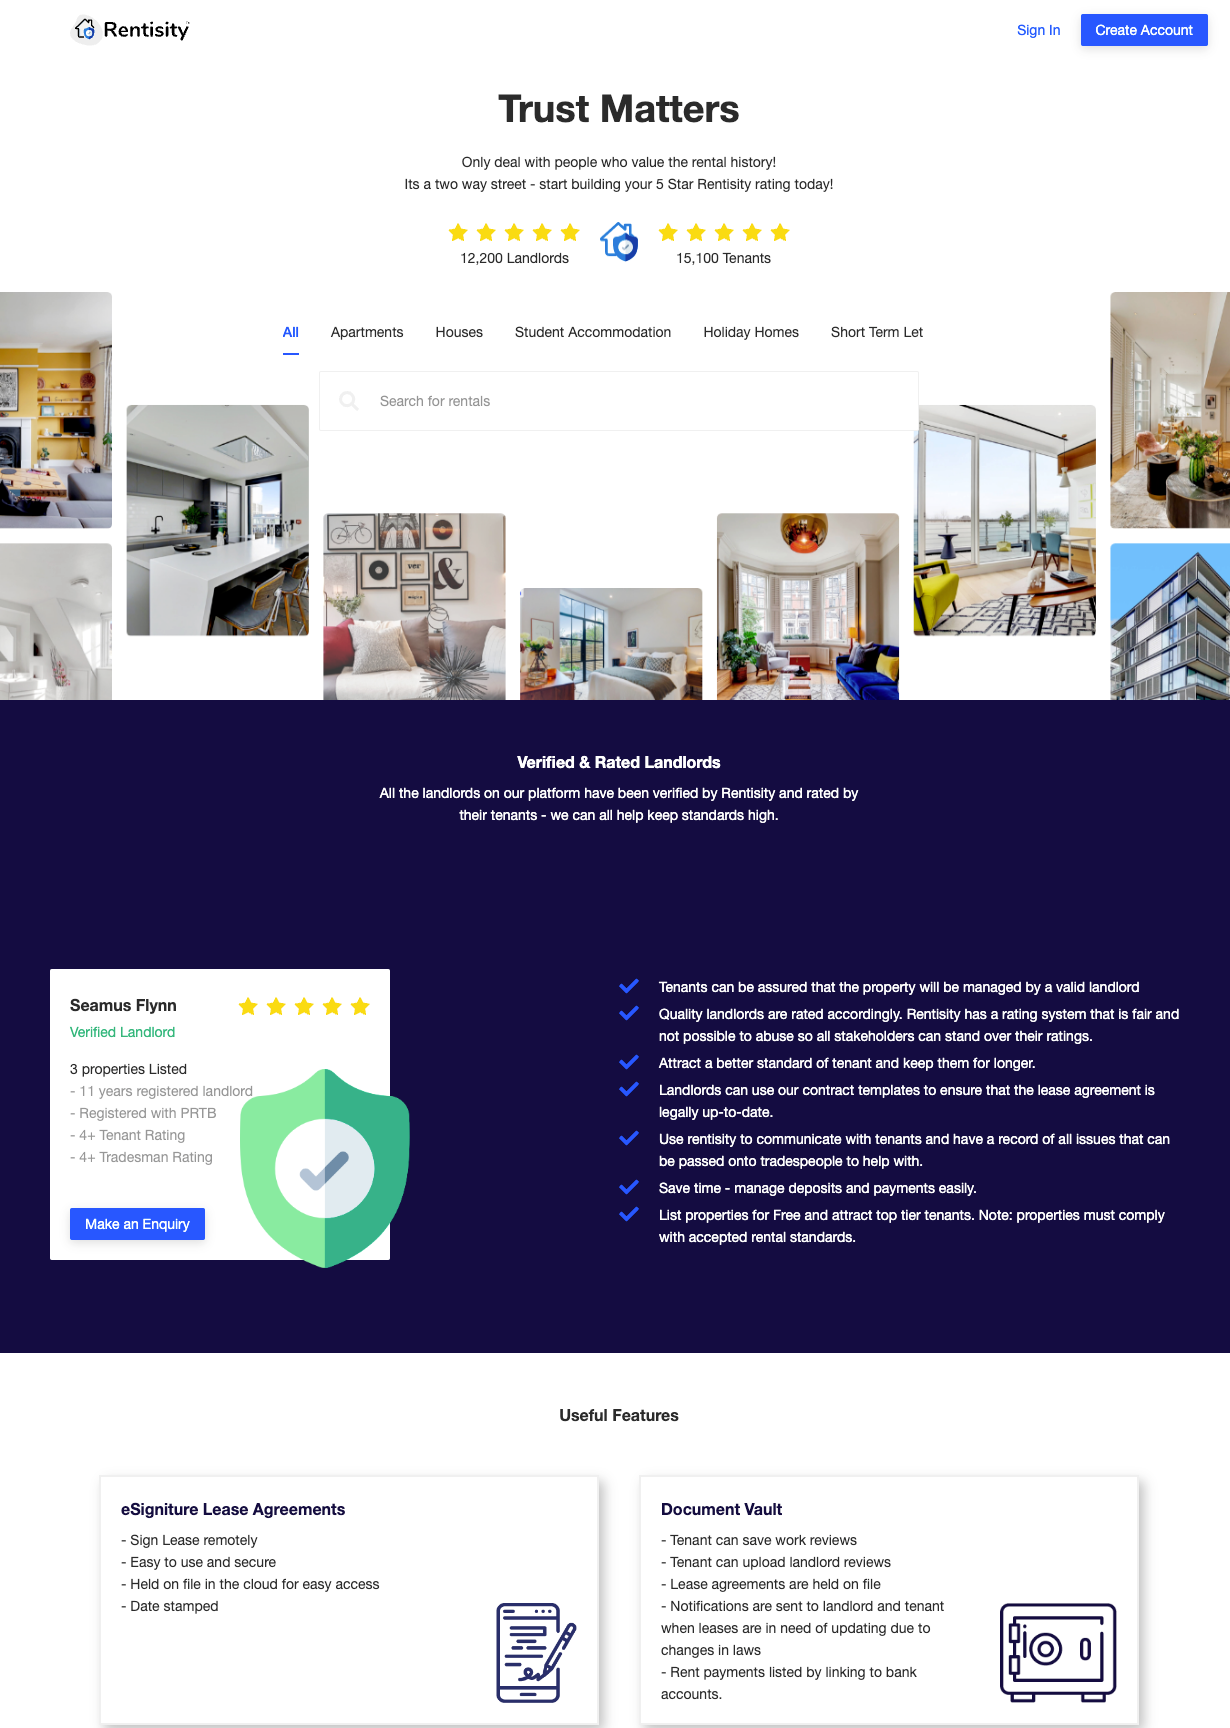 Rentisity
Sign In
Create Account
Trust Matters
Only deal with people who value the rental history!
Its a two way street - start building your 5 Star Rentisity rating today!
12,200 Landlords
15,100 Tenants
All
Apartments
Houses
Student Accommodation
Holiday Homes
Short Term Let
Search for rentals
Verified & Rated Landlords
All the landlords on our platform have been verified by Rentisity and rated by
their tenants - we can all help keep standards high.
Seamus Flynn
Verified Landlord
3 properties Listed
- 11 years registered landlord
- Registered with PRTB
- 4+ Tenant Rating
- 4+ Tradesman Rating
Make an Enquiry
Tenants can be assured that the property will be managed by a valid landlord
Quality landlords are rated accordingly. Rentisity has a rating system that is fair and
not possible to abuse so all stakeholders can stand over their ratings.
Attract a better standard of tenant and keep them for longer.
Landlords can use our contract templates to ensure that the lease agreement is
legally up-to-date.
Use rentisity to communicate with tenants and have a record of all issues that can
be passed onto tradespeople to help with.
Save time - manage deposits and payments easily.
List properties for Free and attract top tier tenants. Note: properties must comply
with accepted rental standards.
Useful Features
eSigniture Lease Agreements
- Sign Lease remotely
- Easy to use and secure
- Held on file in the cloud for easy access
- Date stamped
Document Vault
- Tenant can save work reviews
- Tenant can upload landlord reviews
- Lease agreements are held on file
- Notifications are sent to landlord and tenant
when leases are in need of updating due to
changes in laws
- Rent payments listed by linking to bank
accounts.